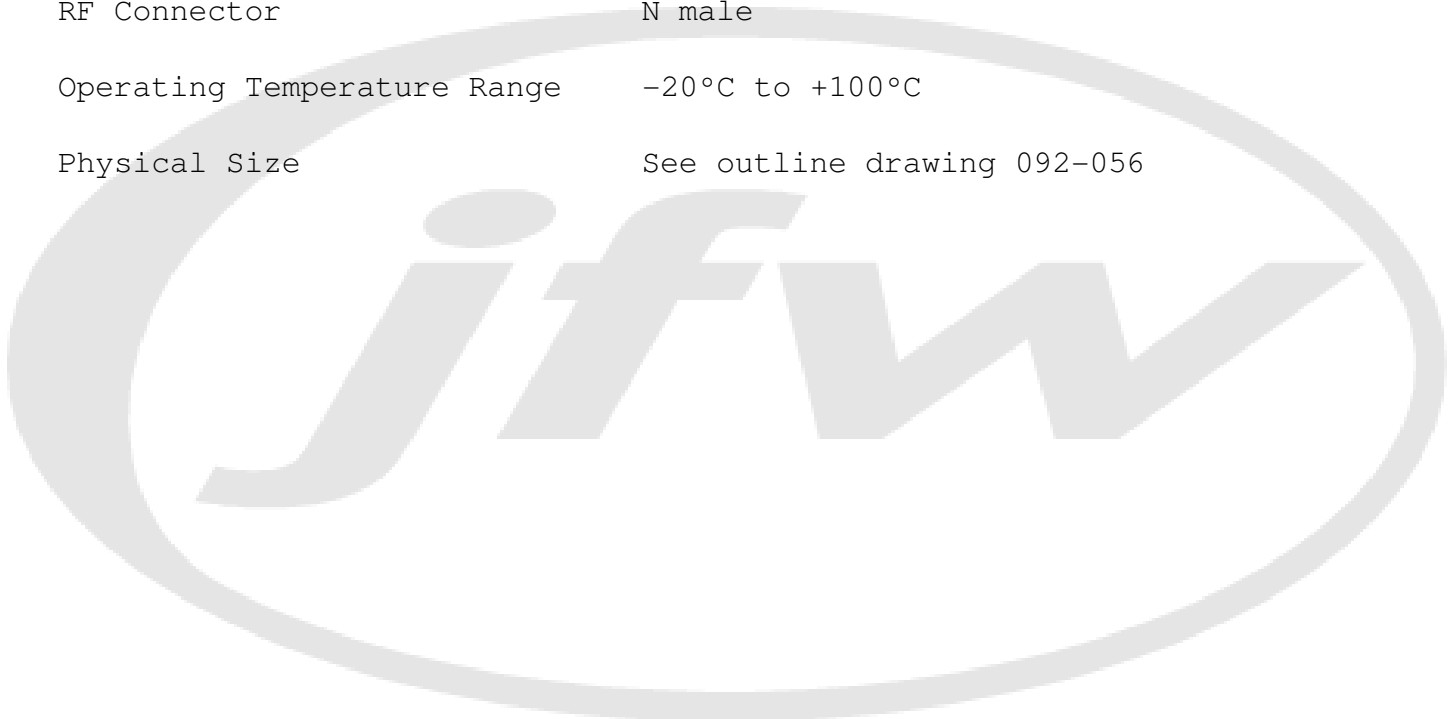 RF Connector N male
Operating Temperature Range -20°C to +100°C
Physical Size See outline drawing 092-056
jfw